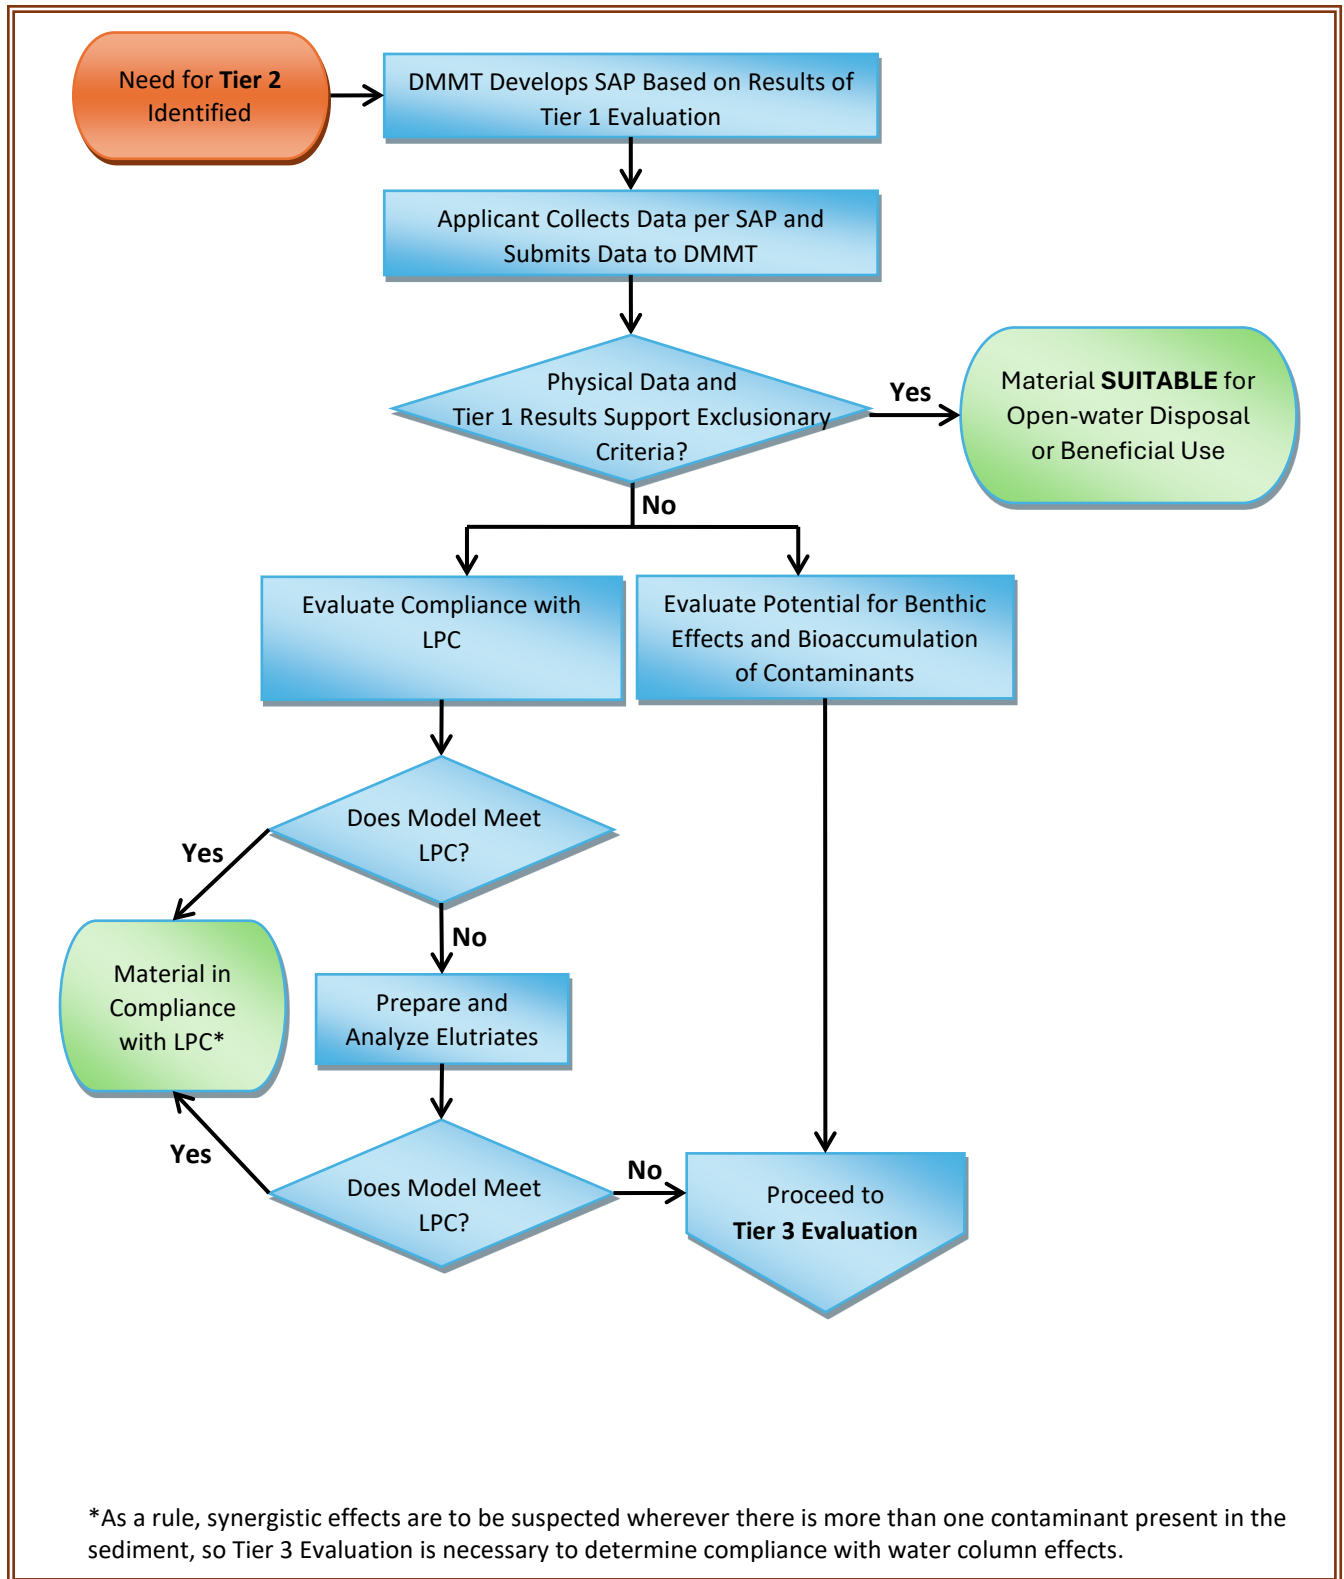 Need for Tier 2
Identified
DMMT Develops SAP Based on Results of
Tier 1 Evaluation
Applicant Collects Data per SAP and
Submits Data to DMMT
Physical Data and
Tier 1 Results Support Exclusionary
Criteria?
Yes
Material SUITABLE for
Open-water Disposal
or Beneficial Use
No
Evaluate Compliance with
LPC
Evaluate Potential for Benthic
Effects and Bioaccumulation
of Contaminants
Does Model Meet
LPC?
Yes
No
Material in
Compliance
with LPC*
Prepare and
Analyze Elutriates
Yes
Does Model Meet
LPC?
No
Proceed to
Tier 3 Evaluation
*As a rule, synergistic effects are to be suspected wherever there is more than one contaminant present in the
sediment, so Tier 3 Evaluation is necessary to determine compliance with water column effects.